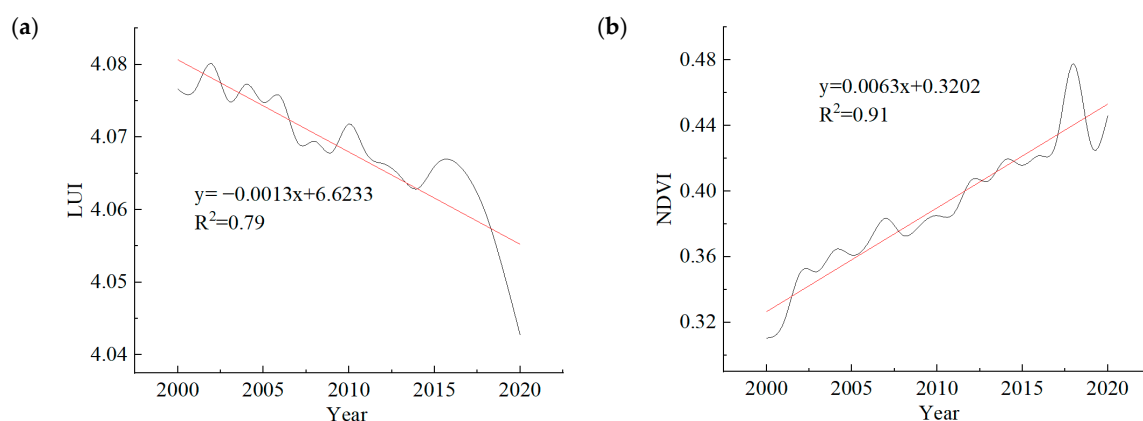 (a)
LUI
4.08
4.07
4.06
4.05
4.04
y= −0.0013x+6.6233
R²=0.79
2000 2005 2010 2015 2020
Year
(b)
NDVI
0.48
0.44
0.40
0.36
0.32
y=0.0063x+0.3202
R²=0.91
2000 2005 2010 2015 2020
Year